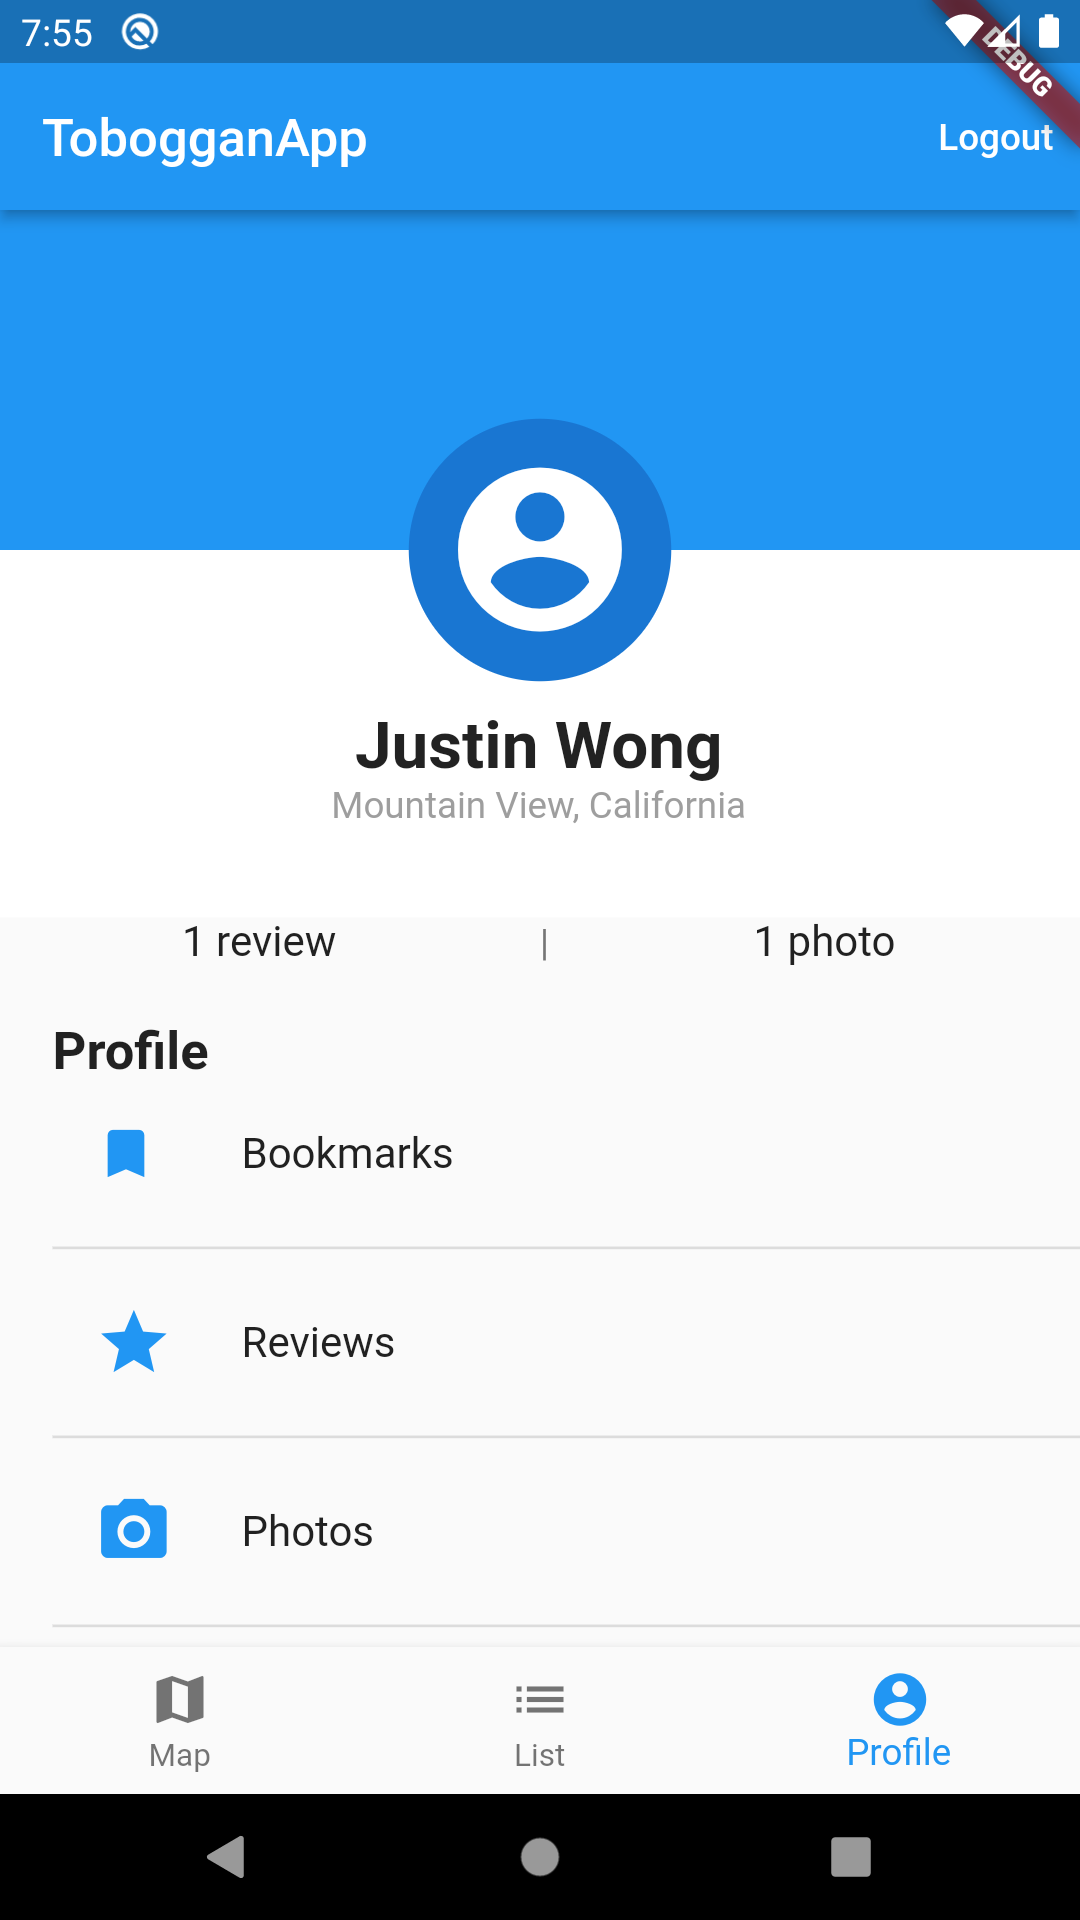 7:55
DEBUG
TobogganApp
Logout
Justin Wong
Mountain View, California
1 review | 1 photo
Profile
Bookmarks
Reviews
Photos
Map
List
Profile